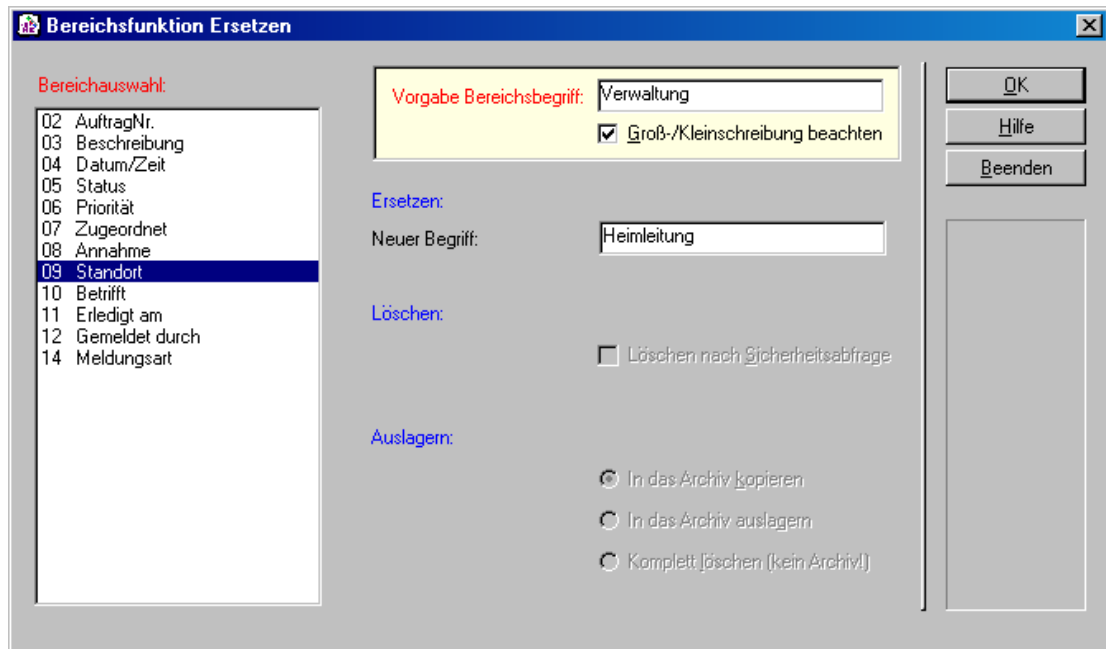 Bereichsfunktion Ersetzen
Bereichauswahl:
02 AuftragNr.
03 Beschreibung
04 Datum/Zeit
05 Status
06 Priorität
07 Zugeordnet
08 Annahme
09 Standort
10 Betrifft
11 Erledigt am
12 Gemeldet durch
14 Meldungsart
Vorgabe Bereichsbegriff: Verwaltung
Groß-/Kleinschreibung beachten
Ersetzen:
Neuer Begriff: Heimleitung
Löschen:
Löschen nach Sicherheitsabfrage
Auslagern:
In das Archiv kopieren
In das Archiv auslagern
Komplett löschen (kein Archiv!)
OK
Hilfe
Beenden